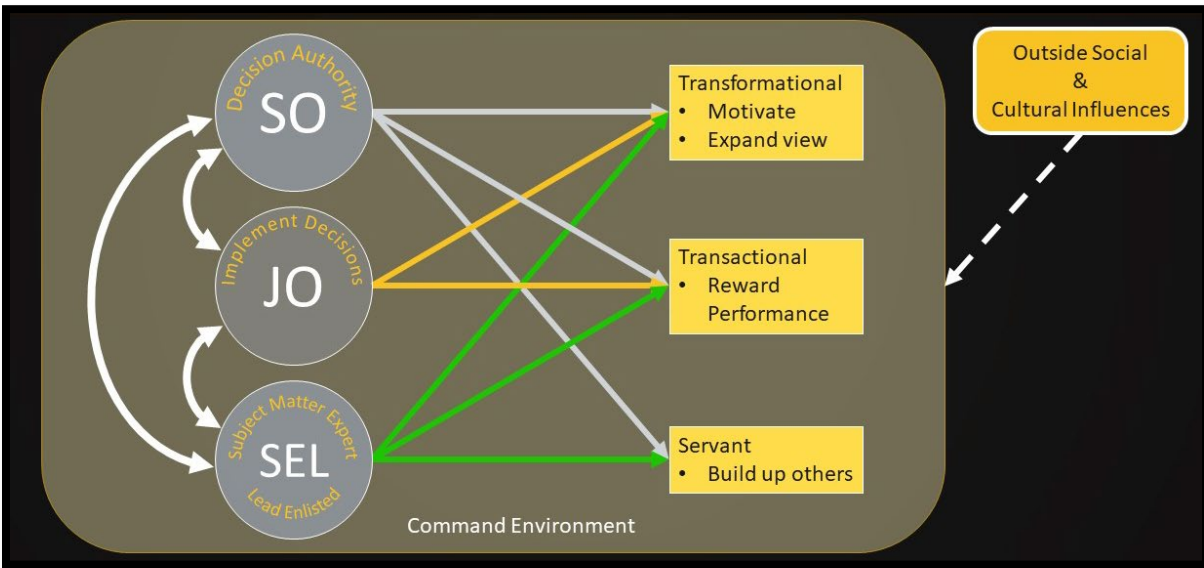 Decision Authority
SO
Implement Decisions
JO
Subject Matter Expert
SEL
Lead Enlisted
Transformational
• Motivate
• Expand view
Transactional
• Reward
Performance
Servant
• Build up others
Command Environment
Outside Social
&
Cultural Influences